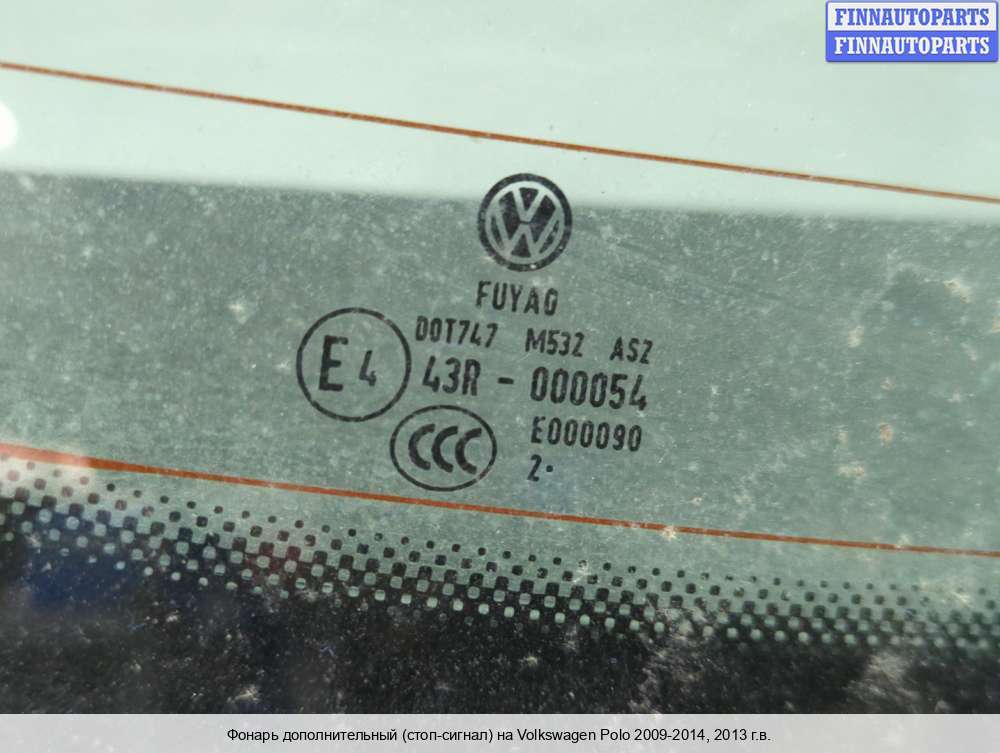 FINNAUTOPARTS
FINNAUTOPARTS
FUYAO
DOT747 M532 AS2
E4 43R - 000054
CCC E000090
2.
Фонарь дополнительный (стоп-сигнал) на Volkswagen Polo 2009-2014, 2013 г.в.